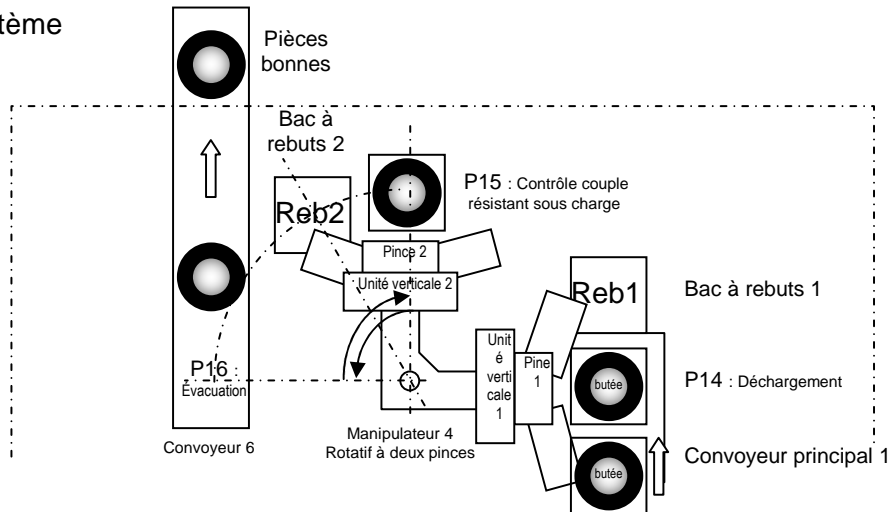 tème
Pièces
bonnes
Bac à
rebuts 2
P15 : Contrôle couple
résistant sous charge
Reb2
Pince 2
Unité verticale 2
Reb1
Bac à rebuts 1
Unit
é
verti
cale
1
Pine
1
butée
P14 : Déchargement
P16 :
Évacuation
Manipulateur 4
Rotatif à deux pinces
Convoyeur 6
butée
Convoyeur principal 1